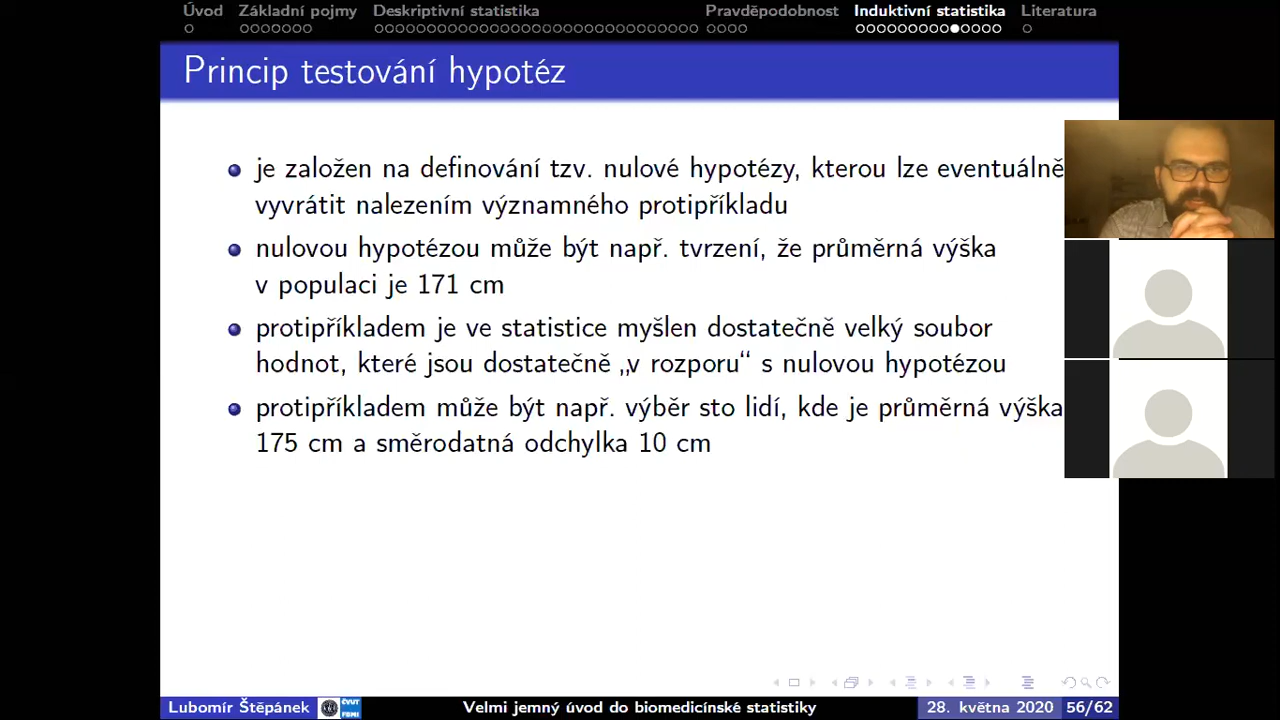 Úvod Základní pojmy Deskriptivní statistika Pravděpodobnost Induktivní statistika Literatura
Princip testování hypotéz
je založen na definování tzv. nulové hypotézy, kterou lze eventuálně
vyvrátit nalezením významného protipříkladu
nulovou hypotézou může být např. tvrzení, že průměrná výška
v populaci je 171 cm
protipříkladem je ve statistice myšlen dostatečně velký soubor
hodnot, které jsou dostatečně „v rozporu“ s nulovou hypotézou
protipříkladem může být např. výběr sto lidí, kde je průměrná výška
175 cm a směrodatná odchylka 10 cm
Lubomír Štěpánek ČVUT FBMI Velmi jemný úvod do biomedicínské statistiky 28. května 2020 56/62